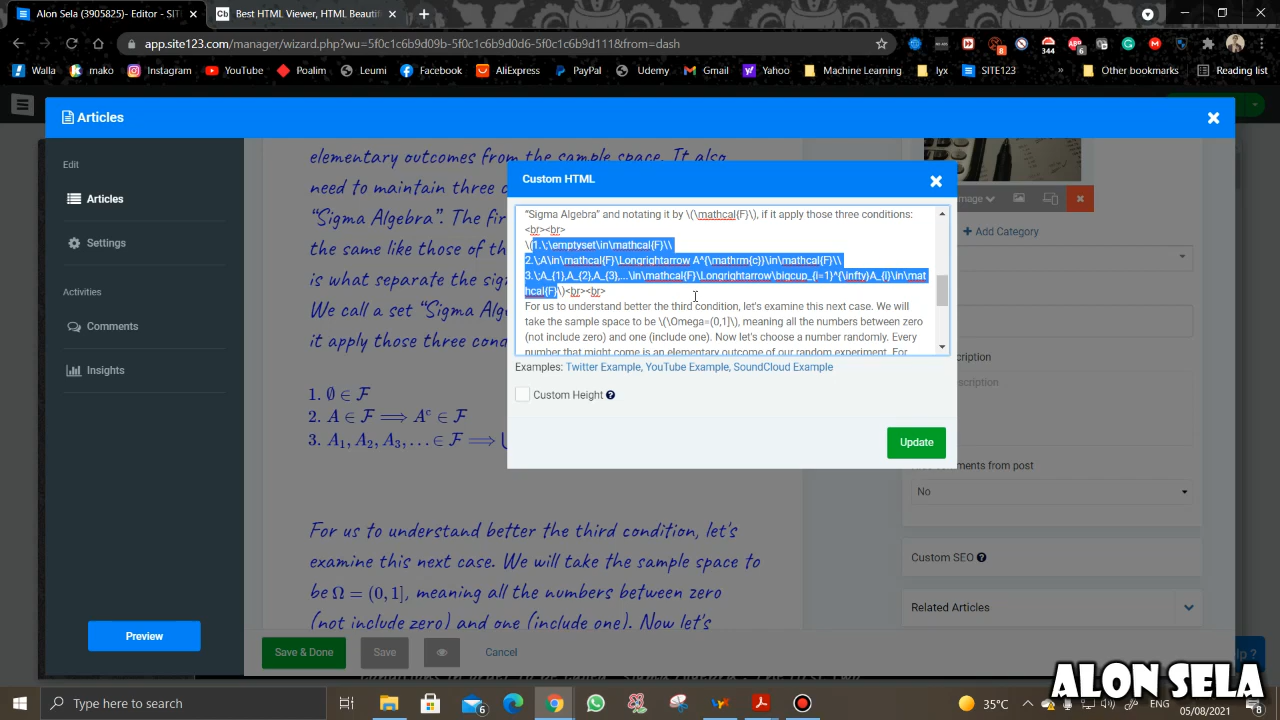 Alon Sela (3905825)- Editor - SIT
Best HTML Viewer, HTML Beautif
app.site123.com/manager/wizard.php?wu=5f0c1c6b9d09b-5f0c1c6b9d0d6-5f0c1c6b9d111&from=dash
Walla
mako
Instagram
YouTube
Poalim
Leumi
Facebook
AliExpress
PayPal
Udemy
Gmail
Yahoo
Machine Learning
lyx
SITE123
Other bookmarks
Reading list
Articles
Edit
Articles
Settings
Activities
Comments
Insights
Preview
elementary outcomes from the sample space. It also
need to maintain three c
"Sigma Algebra". The fir
the same like those of th
is what separate the sig
We call a set "Sigma Alg
it apply those three cond
1. ∅ ∈ F
2. A ∈ F ⟹ Aᶜ ∈ F
3. A₁, A₂, A₃, … ∈ F ⟹ ⋃
For us to understand better the third condition, let's
examine this next case. We will take the sample space to
be Ω = (0, 1], meaning all the numbers between zero
(not include zero) and one (include one). Now let's
Custom HTML
"Sigma Algebra" and notating it by \(\mathcal{F}\), if it apply those three conditions:
<br><br>
\(1.\;\emptyset\in\mathcal{F}\\
2.\;A\in\mathcal{F}\Longrightarrow A^{\mathrm{c}}\in\mathcal{F}\\
3.\;A_{1},A_{2},A_{3},...\in\mathcal{F}\Longrightarrow\bigcup_{i=1}^{\infty}A_{i}\in\mat
hcal{F}\)<br><br>
For us to understand better the third condition, let's examine this next case. We will
take the sample space to be \(\Omega=(0,1]\), meaning all the numbers between zero
(not include zero) and one (include one). Now let's choose a number randomly. Every
number that might come is an elementary outcome of our random experiment. For
Examples: Twitter Example, YouTube Example, SoundCloud Example
Custom Height
Update
mage
Add Category
cription
scription
comments from post
No
Custom SEO
Related Articles
Save & Done
Save
Cancel
lp ?
ALON SELA
Type here to search
6
35°C
ENG
05/08/2021
8